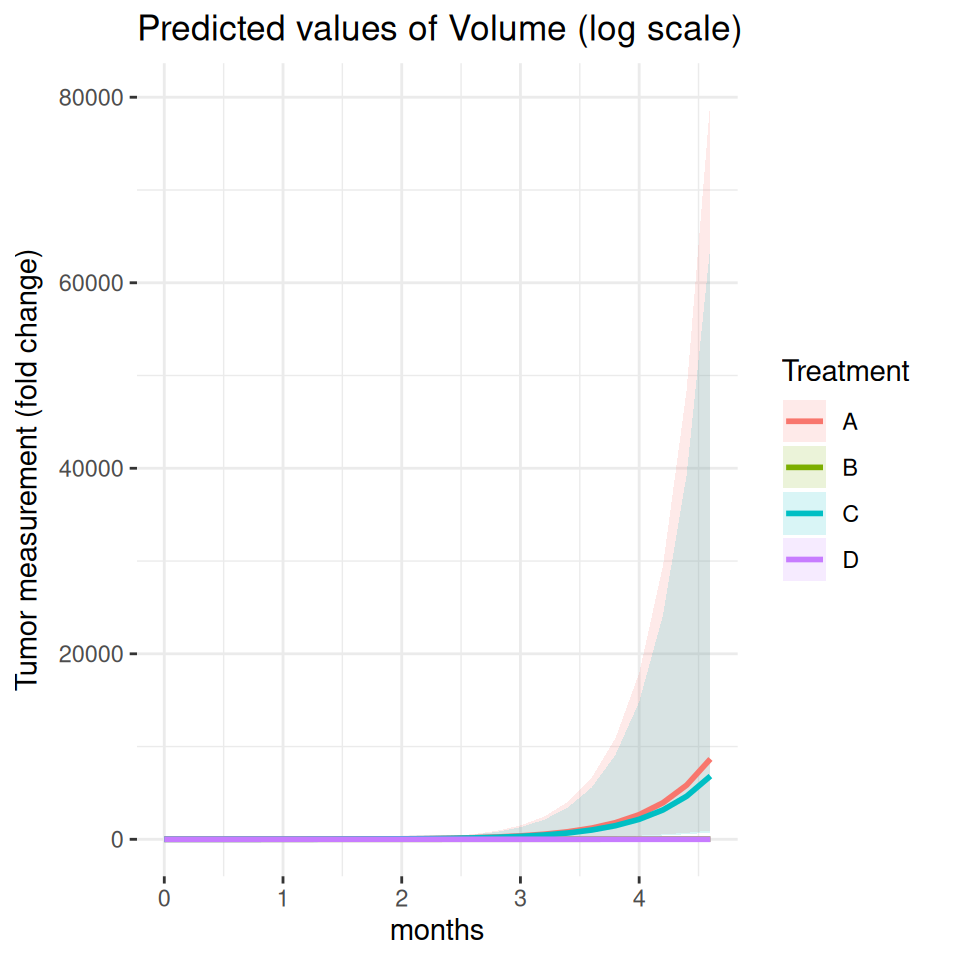 Predicted values of Volume (log scale)
Tumor measurement (fold change)
80000
60000
40000
20000
0
0 1 2 3 4
months
Treatment
A
B
C
D